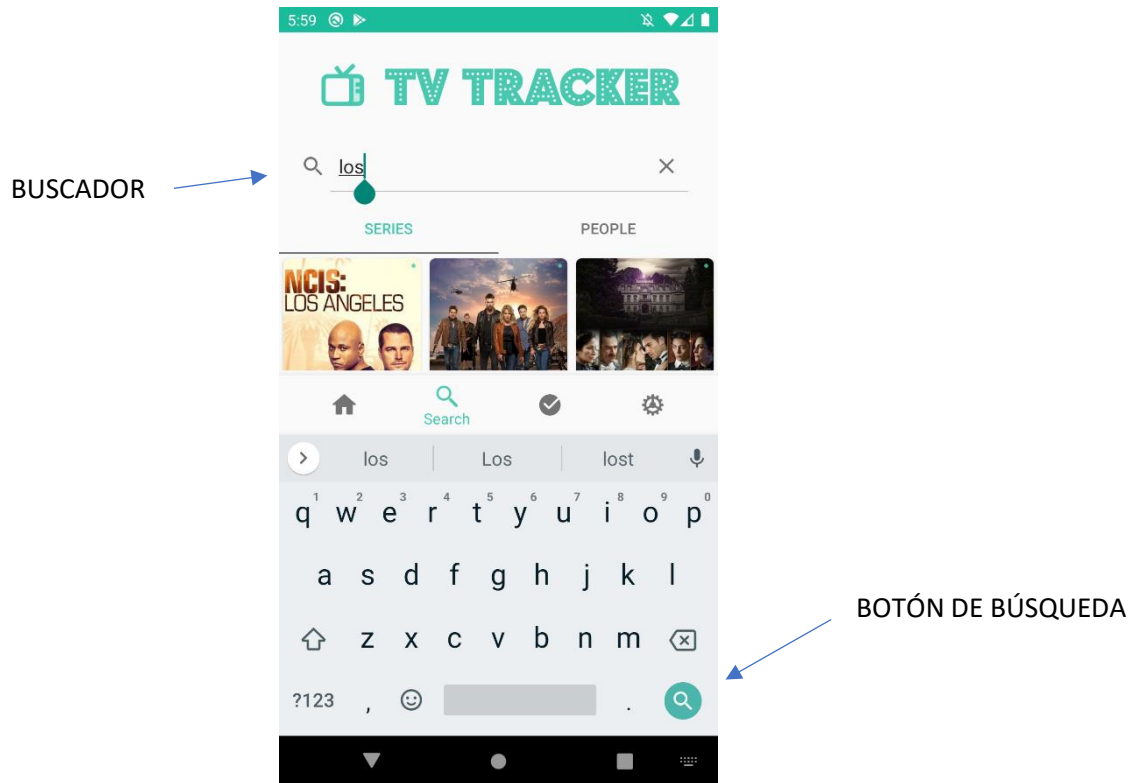 5:59
TV TRACKER
BUSCADOR
los
SERIES PEOPLE
NCIS:
LOS ANGELES
Search
los Los lost
1 2 3 4 5 6 7 8 9 0
q w e r t y u i o p
a s d f g h j k l
BOTÓN DE BÚSQUEDA
z x c v b n m
?123 , .